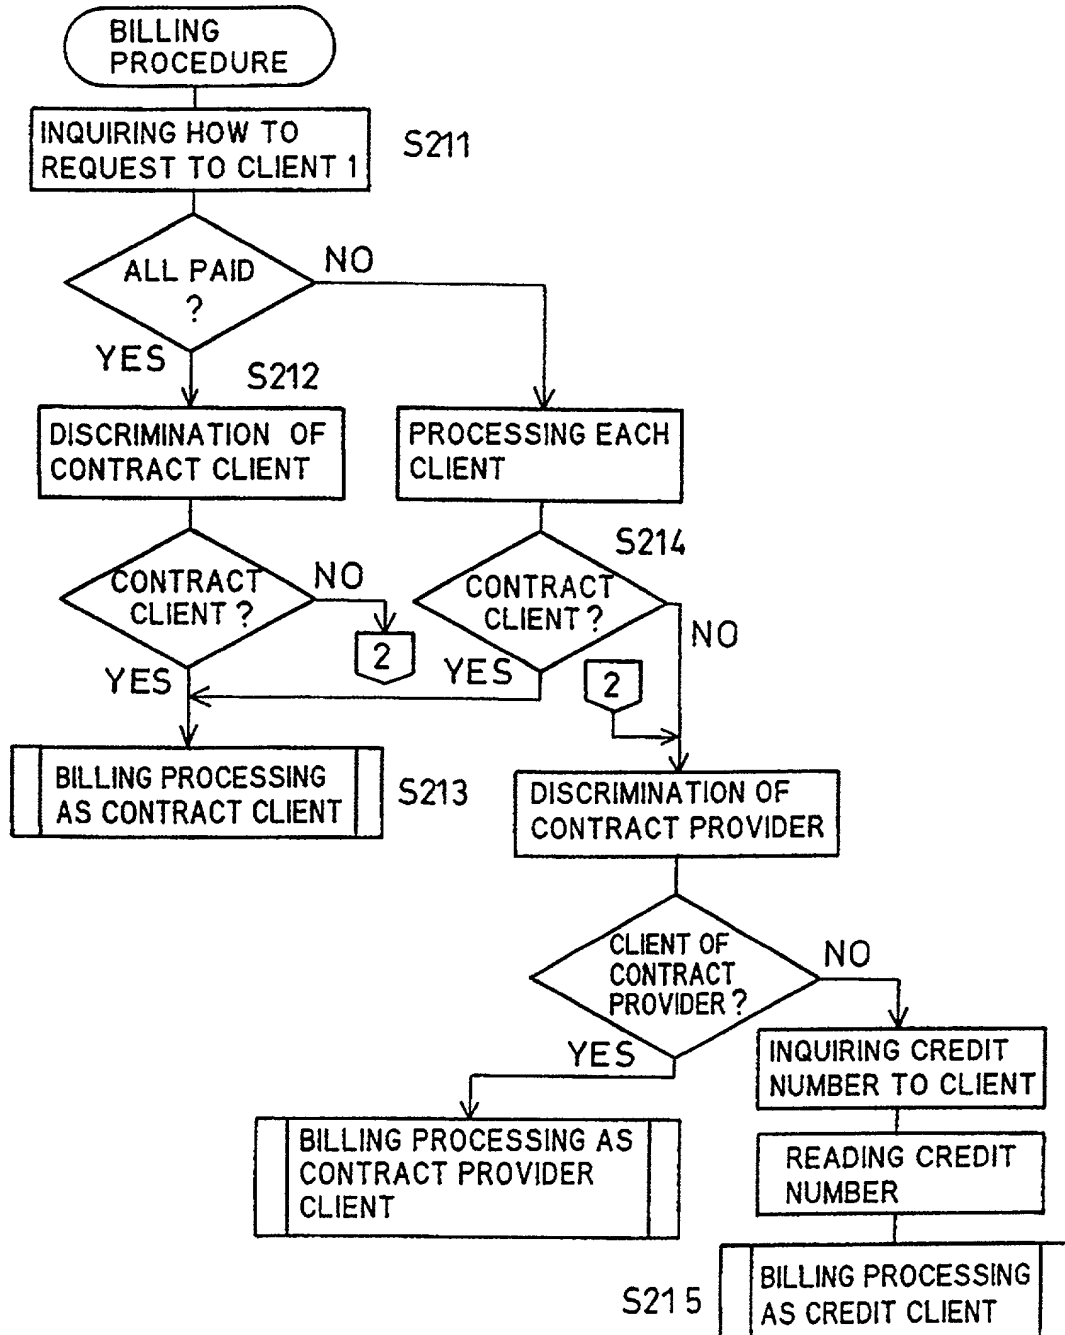 BILLING
PROCEDURE
INQUIRING HOW TO
REQUEST TO CLIENT 1
S211
ALL PAID
?
NO
YES
S212
DISCRIMINATION OF
CONTRACT CLIENT
PROCESSING EACH
CLIENT
S214
CONTRACT
CLIENT?
NO
2
YES
CONTRACT
CLIENT?
NO
YES
2
BILLING PROCESSING
AS CONTRACT CLIENT
S213
DISCRIMINATION OF
CONTRACT PROVIDER
CLIENT OF
CONTRACT
PROVIDER?
NO
YES
INQUIRING CREDIT
NUMBER TO CLIENT
BILLING PROCESSING AS
CONTRACT PROVIDER
CLIENT
READING CREDIT
NUMBER
S215
BILLING PROCESSING
AS CREDIT CLIENT